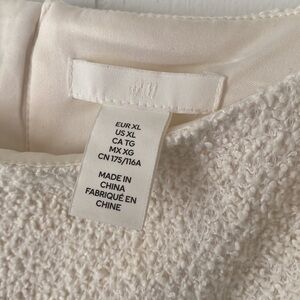 H&M
EUR XL
US XL
CA TG
MX XG
CN 175/116A
MADE IN
CHINA
FABRIQUÉ EN
CHINE